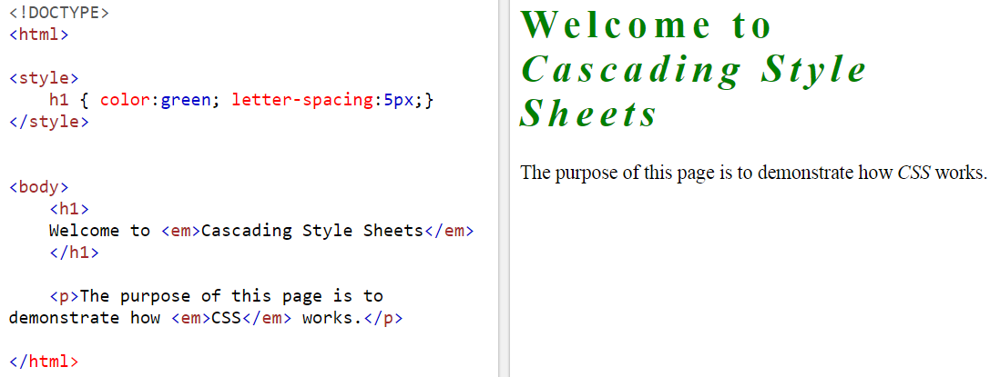 <!DOCTYPE>
<html>
<style>
h1 { color:green; letter-spacing:5px;}
</style>
<body>
<h1>
Welcome to <em>Cascading Style Sheets</em>
</h1>
<p>The purpose of this page is to
demonstrate how <em>CSS</em> works.</p>
</html>
Welcome to
Cascading Style
Sheets
The purpose of this page is to demonstrate how CSS works.